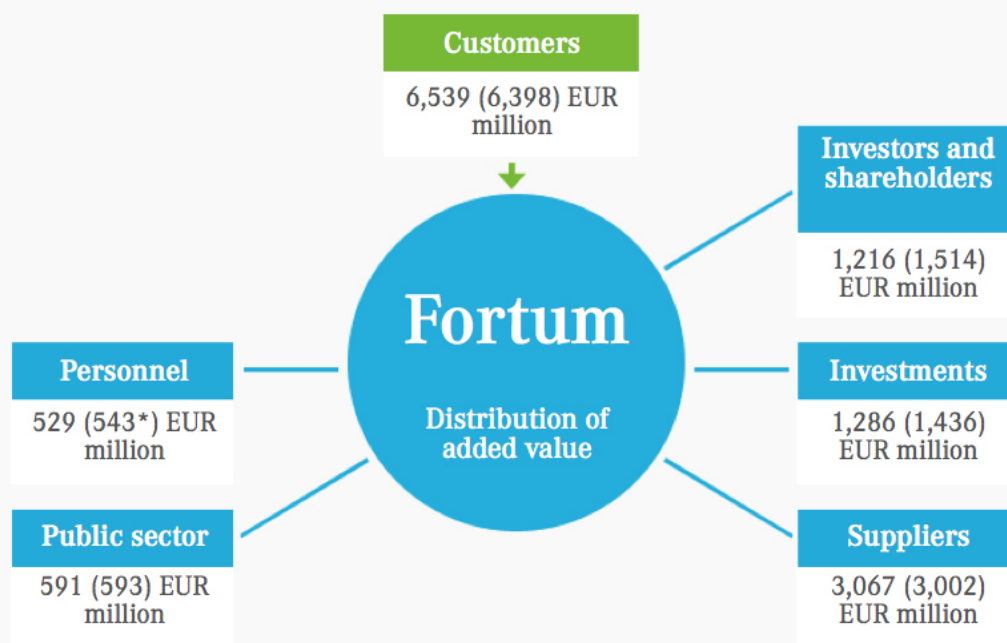 Customers
6,539 (6,398) EUR
million
Investors and
shareholders
1,216 (1,514)
EUR million
Fortum
Distribution of
added value
Personnel
529 (543*) EUR
million
Investments
1,286 (1,436)
EUR million
Public sector
591 (593) EUR
million
Suppliers
3,067 (3,002)
EUR million